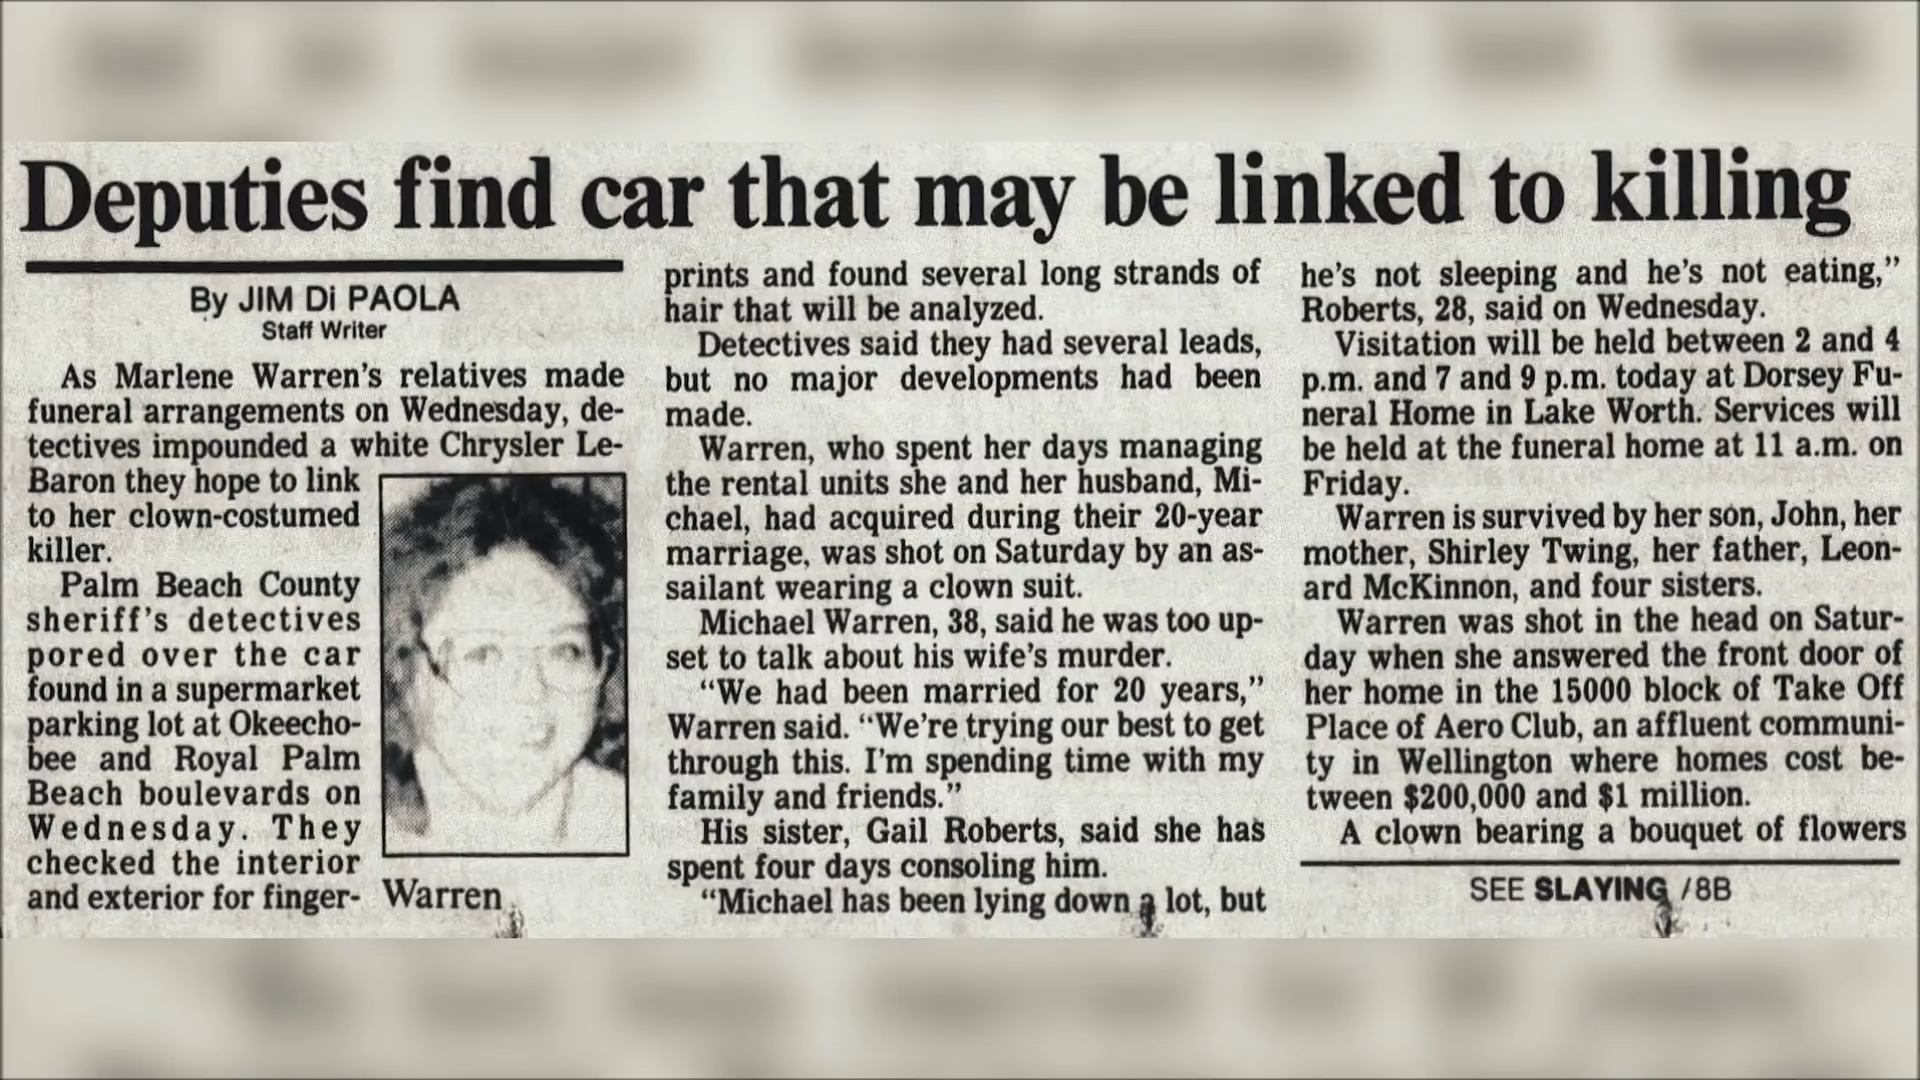 Deputies find car that may be linked to killing
By JIM Di PAOLA
Staff Writer
As Marlene Warren's relatives made
funeral arrangements on Wednesday, de-
tectives impounded a white Chrysler Le-
Baron they hope to link
to her clown-costumed
killer.
Palm Beach County
sheriff's detectives
pored over the car
found in a supermarket
parking lot at Okeecho-
bee and Royal Palm
Beach boulevards on
Wednesday. They
checked the interior
and exterior for finger-
Warren
prints and found several long strands of
hair that will be analyzed.
Detectives said they had several leads,
but no major developments had been
made.
Warren, who spent her days managing
the rental units she and her husband, Mi-
chael, had acquired during their 20-year
marriage, was shot on Saturday by an as-
sailant wearing a clown suit.
Michael Warren, 38, said he was too up-
set to talk about his wife's murder.
"We had been married for 20 years,"
Warren said. "We're trying our best to get
through this. I'm spending time with my
family and friends."
His sister, Gail Roberts, said she has
spent four days consoling him.
"Michael has been lying down a lot, but
he's not sleeping and he's not eating,"
Roberts, 28, said on Wednesday.
Visitation will be held between 2 and 4
p.m. and 7 and 9 p.m. today at Dorsey Fu-
neral Home in Lake Worth. Services will
be held at the funeral home at 11 a.m. on
Friday.
Warren is survived by her son, John, her
mother, Shirley Twing, her father, Leon-
ard McKinnon, and four sisters.
Warren was shot in the head on Satur-
day when she answered the front door of
her home in the 15000 block of Take Off
Place of Aero Club, an affluent communi-
ty in Wellington where homes cost be-
tween $200,000 and $1 million.
A clown bearing a bouquet of flowers
SEE SLAYING /8B